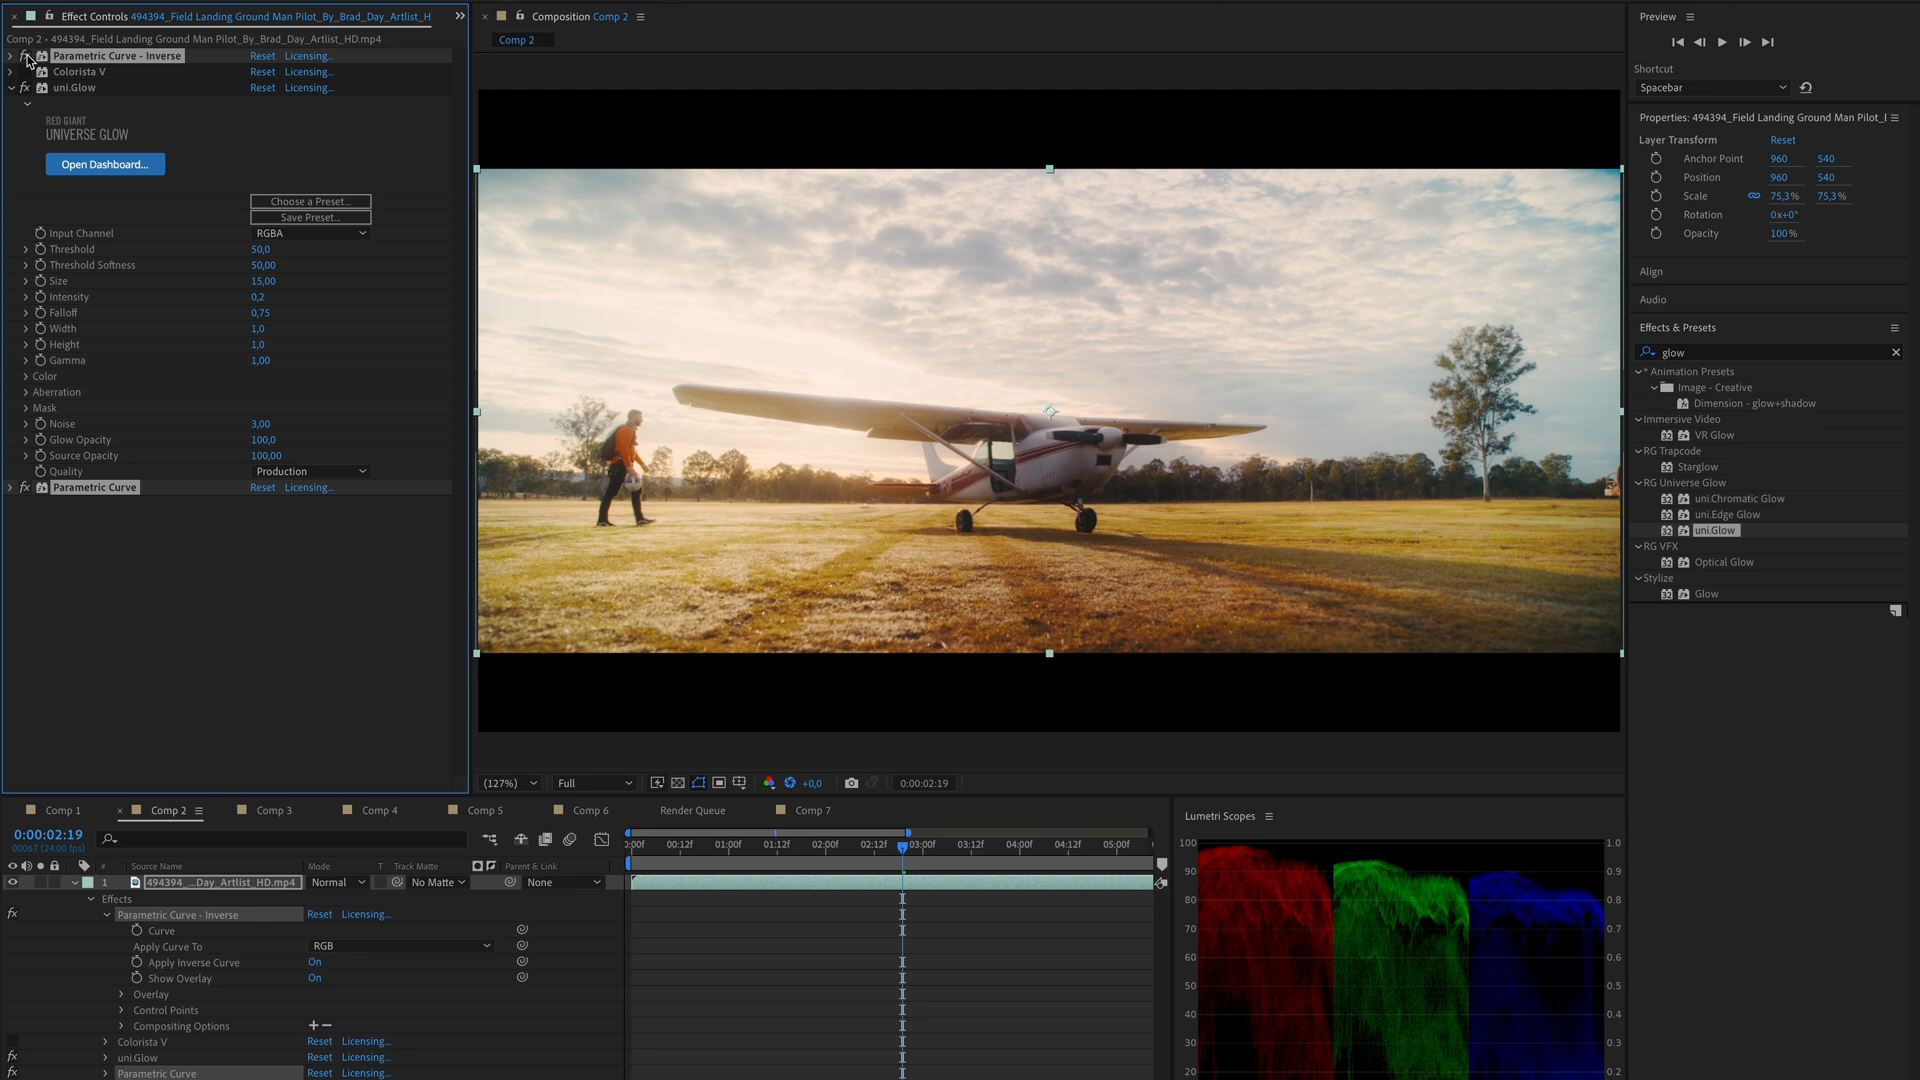 Effect Controls 494394_Field Landing Ground Man Pilot_By_Brad_Day_Artlist_H
Comp 2 • 494394_Field Landing Ground Man Pilot_By_Brad_Day_Artlist_HD.mp4
fx Parametric Curve - Inverse Reset Licensing...
Colorista V Reset Licensing...
fx uni.Glow Reset Licensing...
RED GIANT
UNIVERSE GLOW
Open Dashboard...
Choose a Preset...
Save Preset...
Input Channel RGBA
Threshold 50,0
Threshold Softness 50,00
Size 15,00
Intensity 0,2
Falloff 0,75
Width 1,0
Height 1,0
Gamma 1,00
Color
Aberration
Mask
Noise 3,00
Glow Opacity 100,0
Source Opacity 100,00
Quality Production
fx Parametric Curve Reset Licensing...
Composition Comp 2
Comp 2
(127%) Full +0,0 0:00:02:19
Preview
Shortcut
Spacebar
Properties: 494394_Field Landing Ground Man Pilot_I
Layer Transform Reset
Anchor Point 960 540
Position 960 540
Scale 75,3% 75,3%
Rotation 0x+0°
Opacity 100%
Align
Audio
Effects & Presets
glow
* Animation Presets
Image - Creative
Dimension - glow+shadow
Immersive Video
32 VR Glow
RG Trapcode
Starglow
RG Universe Glow
32 uni.Chromatic Glow
32 uni.Edge Glow
32 uni.Glow
RG VFX
32 Optical Glow
Stylize
32 Glow
Comp 1 Comp 2 Comp 3 Comp 4 Comp 5 Comp 6 Render Queue Comp 7
0:00:02:19
00067 (24.00 fps)
:00f 00:12f 01:00f 01:12f 02:00f 02:12f 03:00f 03:12f 04:00f 04:12f 05:00f
# Source Name Mode T Track Matte Parent & Link
1 494394_...Day_Artlist_HD.mp4 Normal No Matte None
Effects
fx Parametric Curve - Inverse Reset Licensing...
Curve
Apply Curve To RGB
Apply Inverse Curve On
Show Overlay On
Overlay
Control Points
Compositing Options + –
Colorista V Reset Licensing...
fx uni.Glow Reset Licensing...
fx Parametric Curve Reset Licensing...
Lumetri Scopes
100 1.0
90 0.9
80 0.8
70 0.7
60 0.6
50 0.5
40 0.4
30 0.3
20 0.2